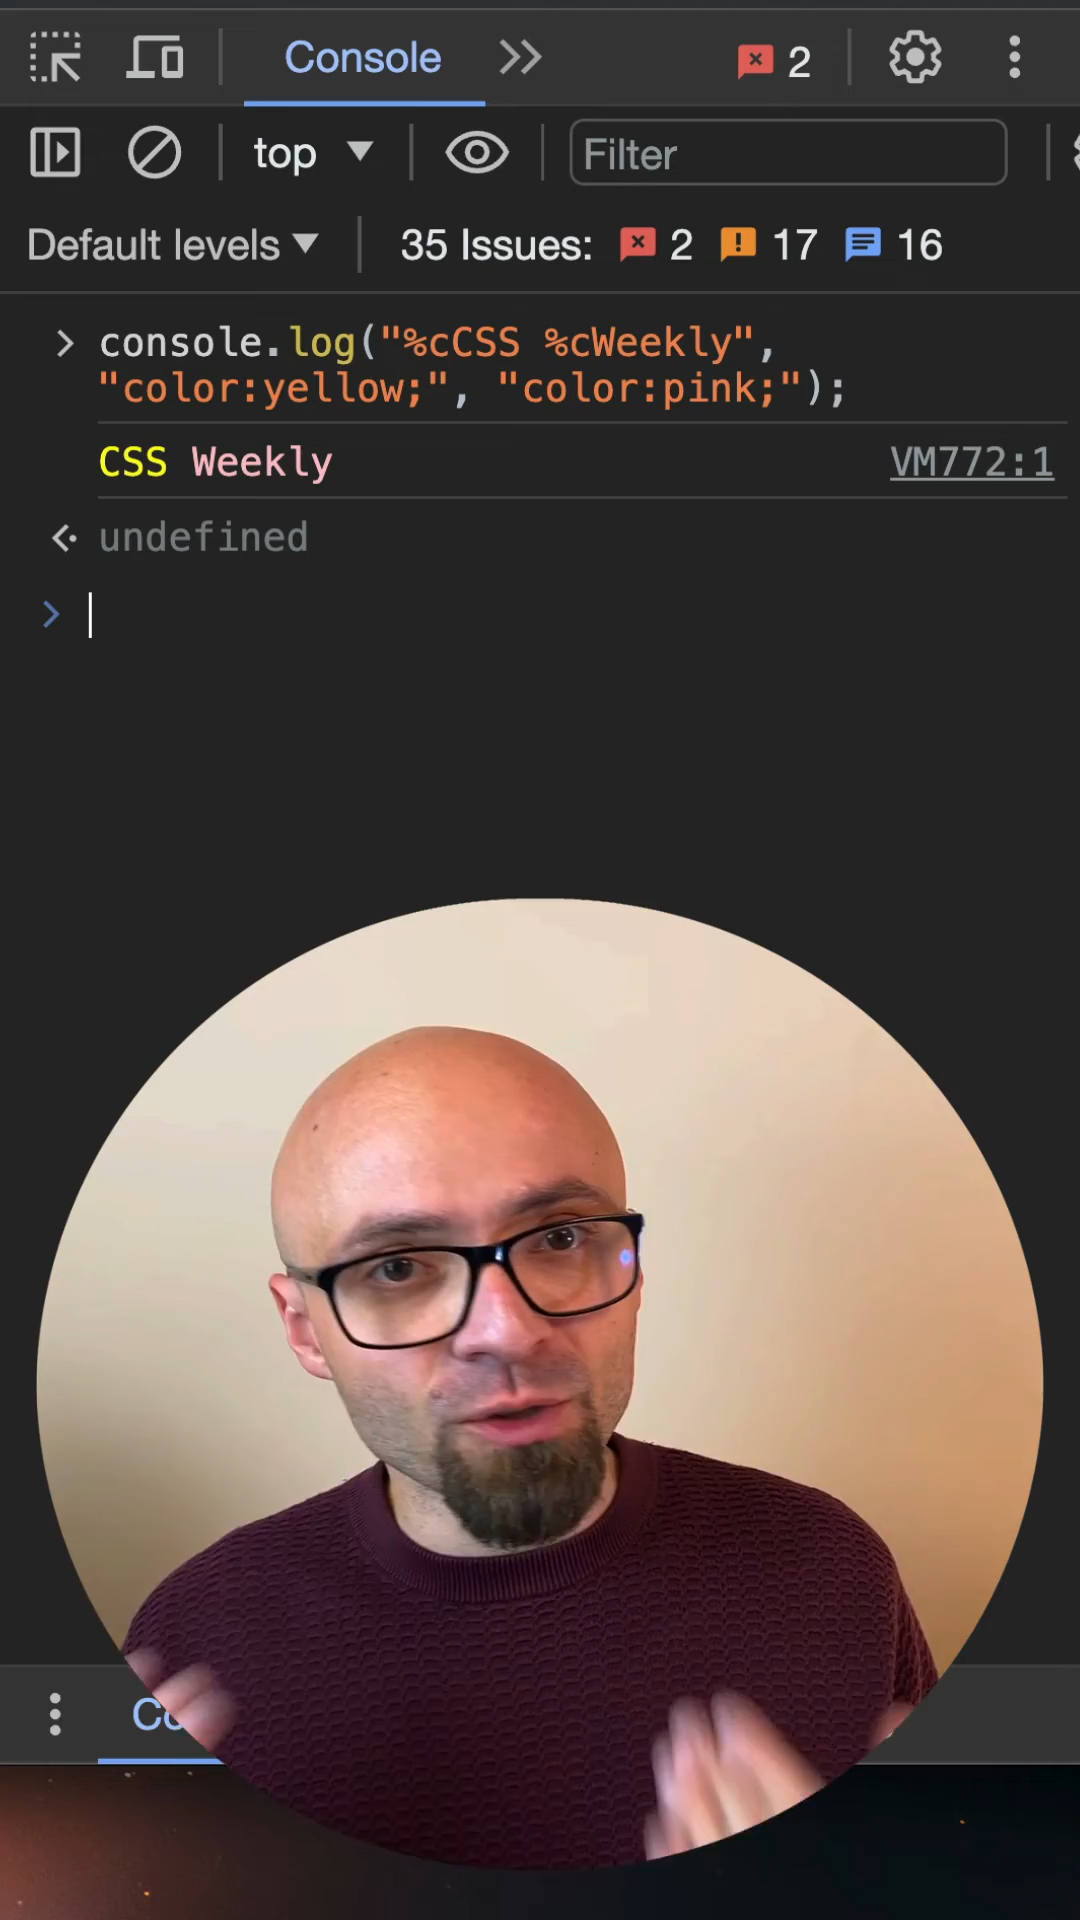 Console 2
top Filter
Default levels 35 Issues: 2 17 16
console.log("%cCSS %cWeekly",
"color:yellow;", "color:pink;");
CSS Weekly VM772:1
undefined